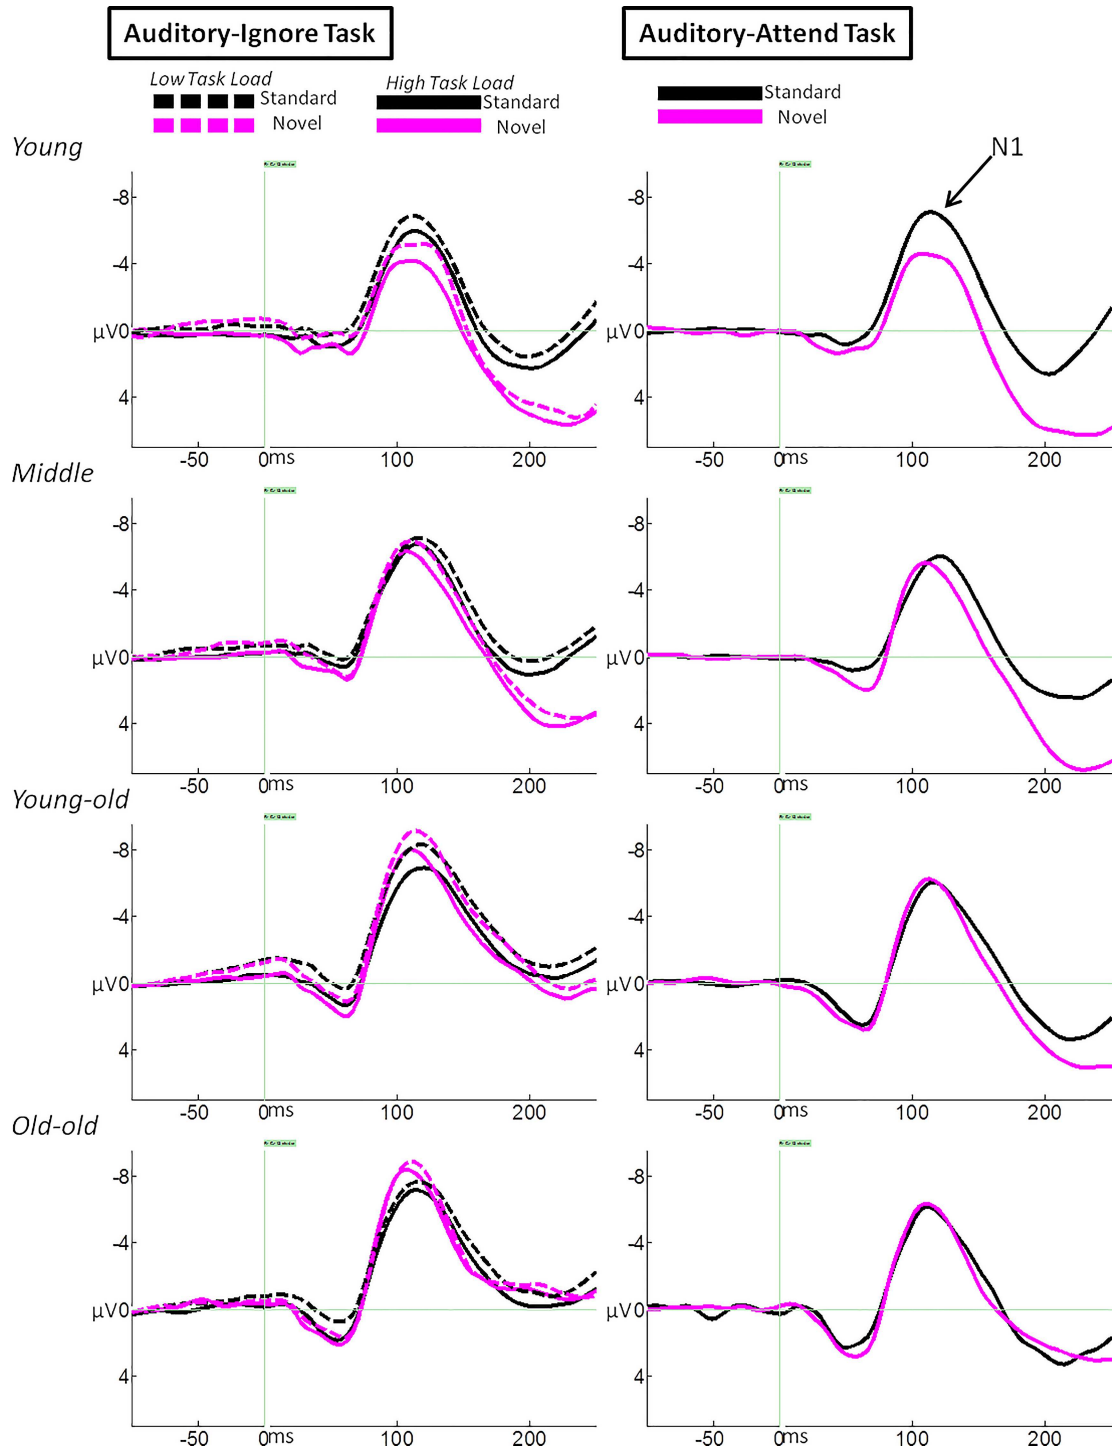 Auditory-Ignore Task
Auditory-Attend Task
Low Task Load
High Task Load
Standard
Novel
Standard
Novel
Standard
Novel
Young
N1
-8
-4
µV0
4
-50
0ms
100
200
-8
-4
µV0
4
-50
0ms
100
200
Middle
-8
-4
µV0
4
-50
0ms
100
200
-8
-4
µV0
4
-50
0ms
100
200
Young-old
-8
-4
µV0
4
-50
0ms
100
200
-8
-4
µV0
4
-50
0ms
100
200
Old-old
-8
-4
µV0
4
-50
0ms
100
200
-8
-4
µV0
4
-50
0ms
100
200